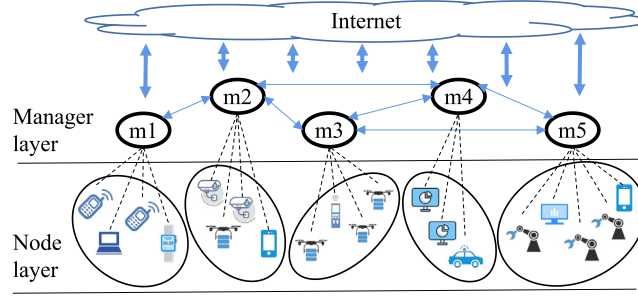 Internet
m2
m4
m1
m3
m5
Manager
layer
Node
layer